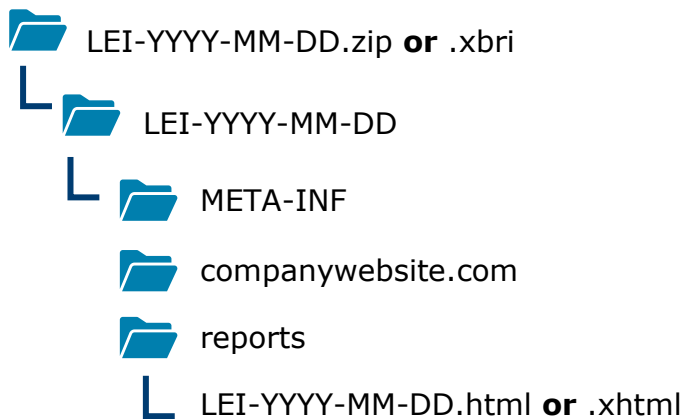 LEI-YYYY-MM-DD.zip or .xbri
LEI-YYYY-MM-DD
META-INF
companywebsite.com
reports
LEI-YYYY-MM-DD.html or .xhtml